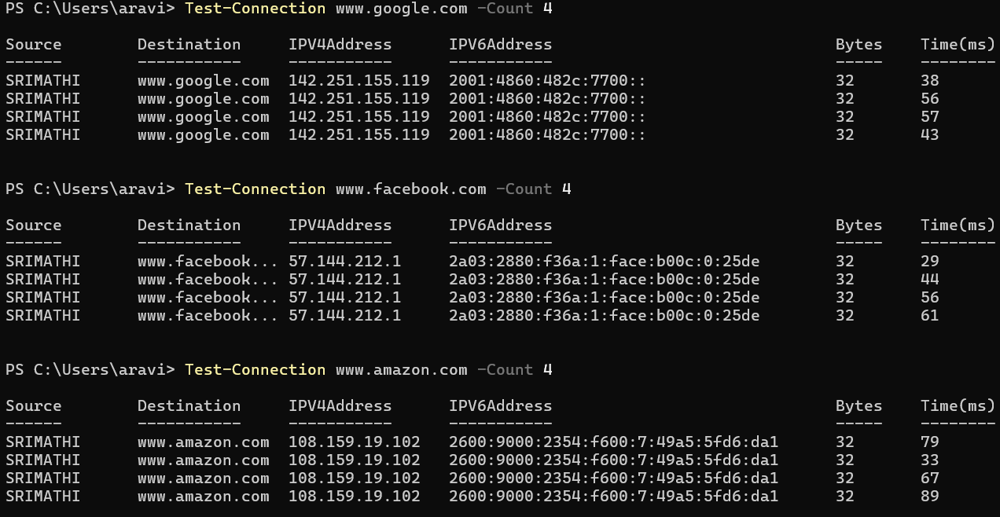 PS C:\Users\aravi> Test-Connection www.google.com -Count 4
Source        Destination     IPV4Address      IPV6Address                              Bytes    Time(ms)
------        -----------     -----------      -----------                              -----    --------
SRIMATHI      www.google.com  142.251.155.119  2001:4860:482c:7700::                    32       38
SRIMATHI      www.google.com  142.251.155.119  2001:4860:482c:7700::                    32       56
SRIMATHI      www.google.com  142.251.155.119  2001:4860:482c:7700::                    32       57
SRIMATHI      www.google.com  142.251.155.119  2001:4860:482c:7700::                    32       43
PS C:\Users\aravi> Test-Connection www.facebook.com -Count 4
Source        Destination     IPV4Address      IPV6Address                              Bytes    Time(ms)
------        -----------     -----------      -----------                              -----    --------
SRIMATHI      www.facebook... 57.144.212.1     2a03:2880:f36a:1:face:b00c:0:25de        32       29
SRIMATHI      www.facebook... 57.144.212.1     2a03:2880:f36a:1:face:b00c:0:25de        32       44
SRIMATHI      www.facebook... 57.144.212.1     2a03:2880:f36a:1:face:b00c:0:25de        32       56
SRIMATHI      www.facebook... 57.144.212.1     2a03:2880:f36a:1:face:b00c:0:25de        32       61
PS C:\Users\aravi> Test-Connection www.amazon.com -Count 4
Source        Destination     IPV4Address      IPV6Address                              Bytes    Time(ms)
------        -----------     -----------      -----------                              -----    --------
SRIMATHI      www.amazon.com  108.159.19.102   2600:9000:2354:f600:7:49a5:5fd6:da1      32       79
SRIMATHI      www.amazon.com  108.159.19.102   2600:9000:2354:f600:7:49a5:5fd6:da1      32       33
SRIMATHI      www.amazon.com  108.159.19.102   2600:9000:2354:f600:7:49a5:5fd6:da1      32       67
SRIMATHI      www.amazon.com  108.159.19.102   2600:9000:2354:f600:7:49a5:5fd6:da1      32       89